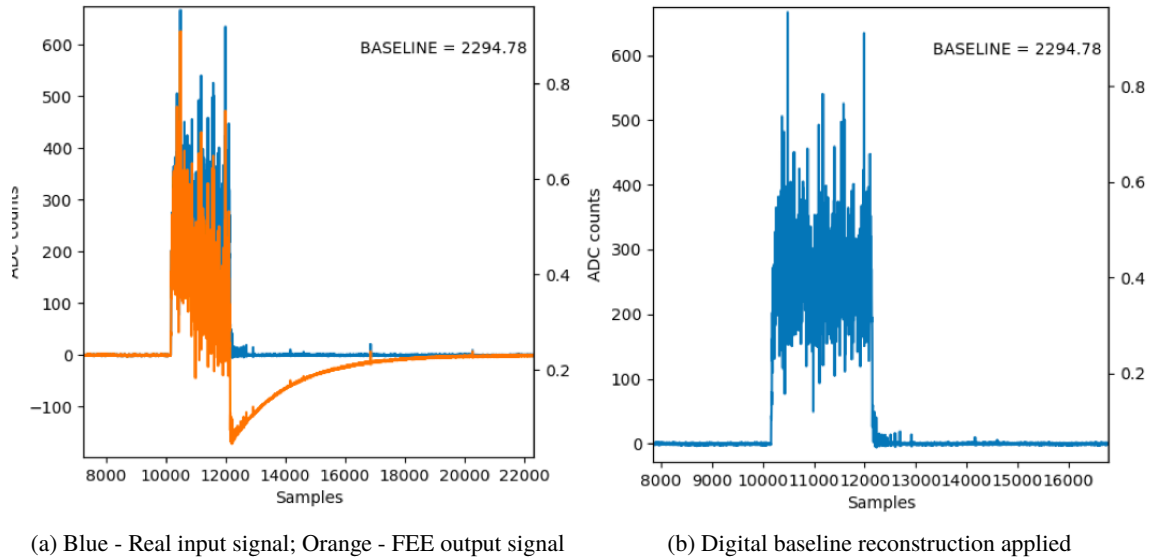 BASELINE = 2294.78
600
500
400
300
200
100
0
−100
0.8
0.6
0.4
0.2
ADC counts
8000 10000 12000 14000 16000 18000 20000 22000
Samples
(a) Blue - Real input signal; Orange - FEE output signal
BASELINE = 2294.78
600
500
400
300
200
100
0
0.8
0.6
0.4
0.2
ADC counts
8000 9000 10000 11000 12000 13000 14000 15000 16000
Samples
(b) Digital baseline reconstruction applied